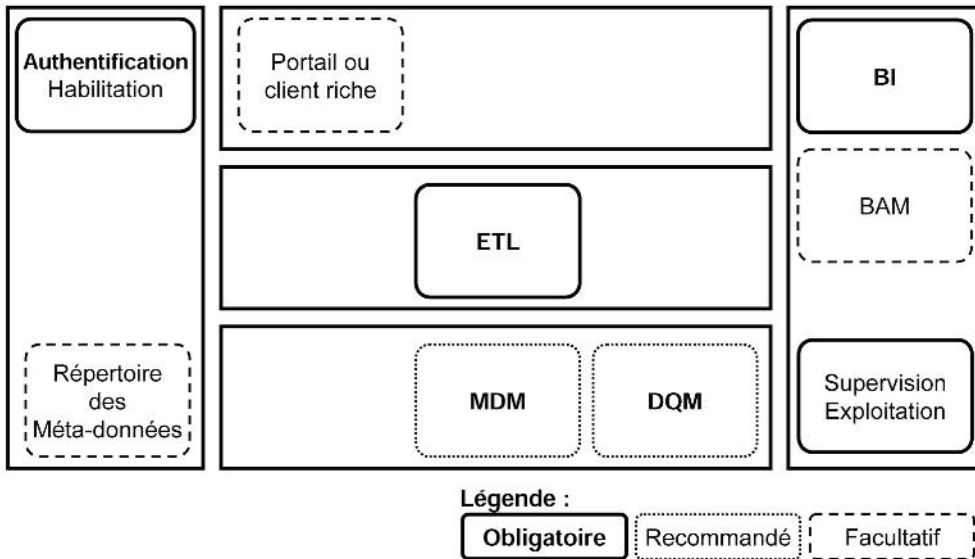 Authentification
Habilitation
Portail ou
client riche
BI
BAM
ETL
Répertoire
des
Méta-données
MDM
DQM
Supervision
Exploitation
Légende :
Obligatoire
Recommandé
Facultatif